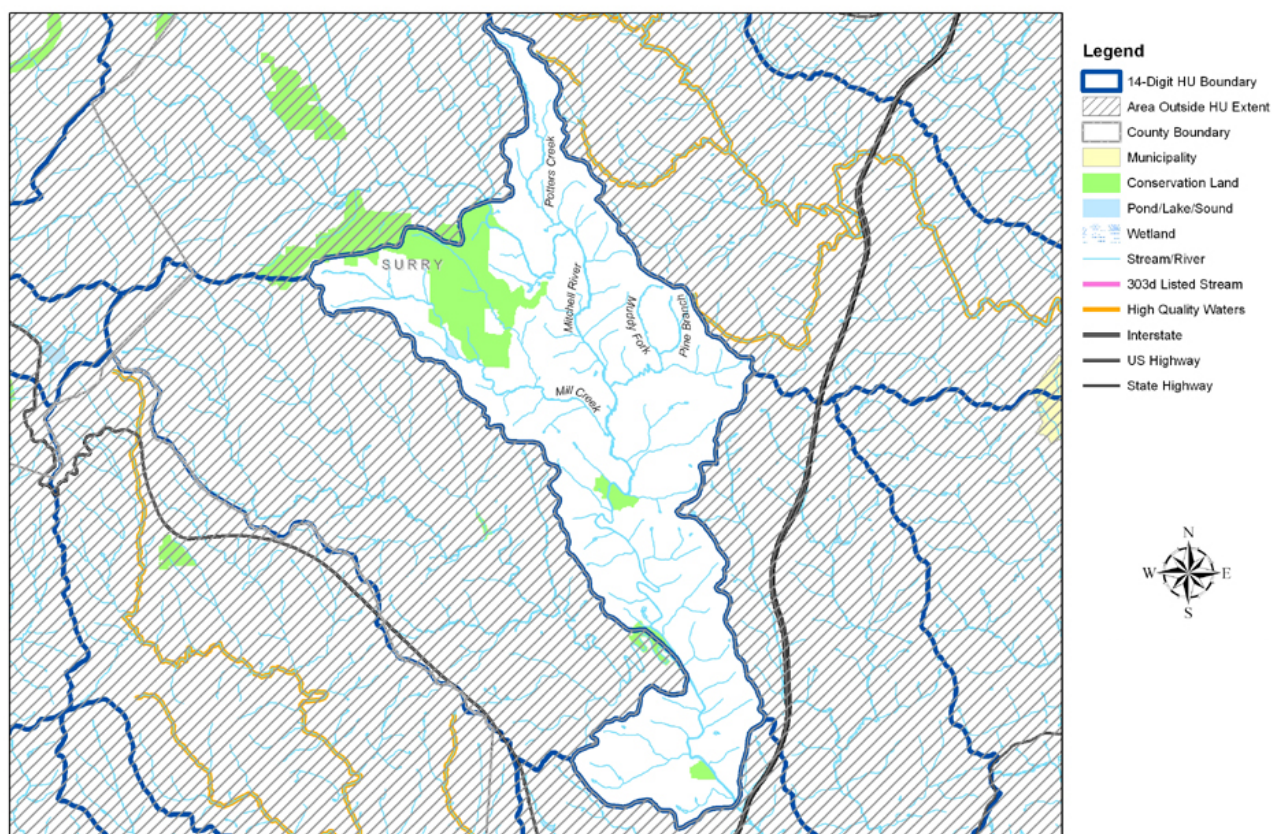 Potters Creek
SURRY
Mitchell River
Muddy
Fork
Pine Branch
Mill Creek
Legend
14-Digit HU Boundary
Area Outside HU Extent
County Boundary
Municipality
Conservation Land
Pond/Lake/Sound
Wetland
Stream/River
303d Listed Stream
High Quality Waters
Interstate
US Highway
State Highway
N
W E
S